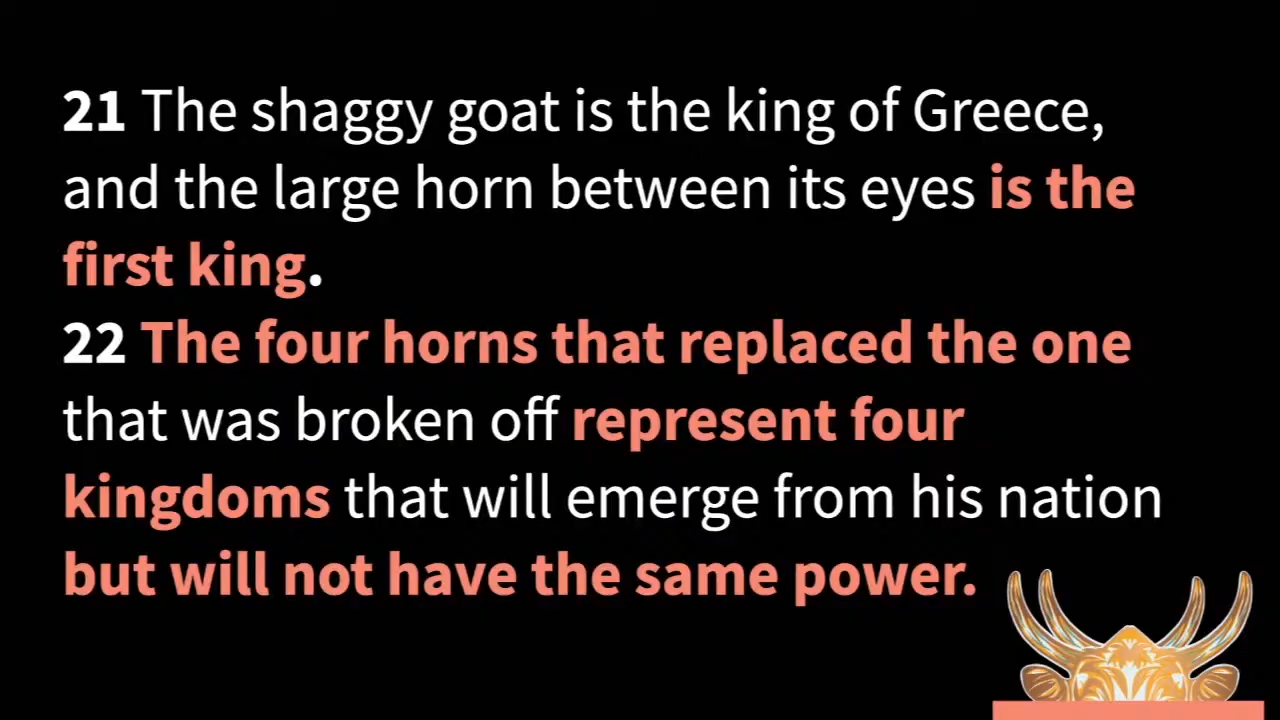 21 The shaggy goat is the king of Greece,
and the large horn between its eyes is the
first king.
22 The four horns that replaced the one
that was broken off represent four
kingdoms that will emerge from his nation
but will not have the same power.